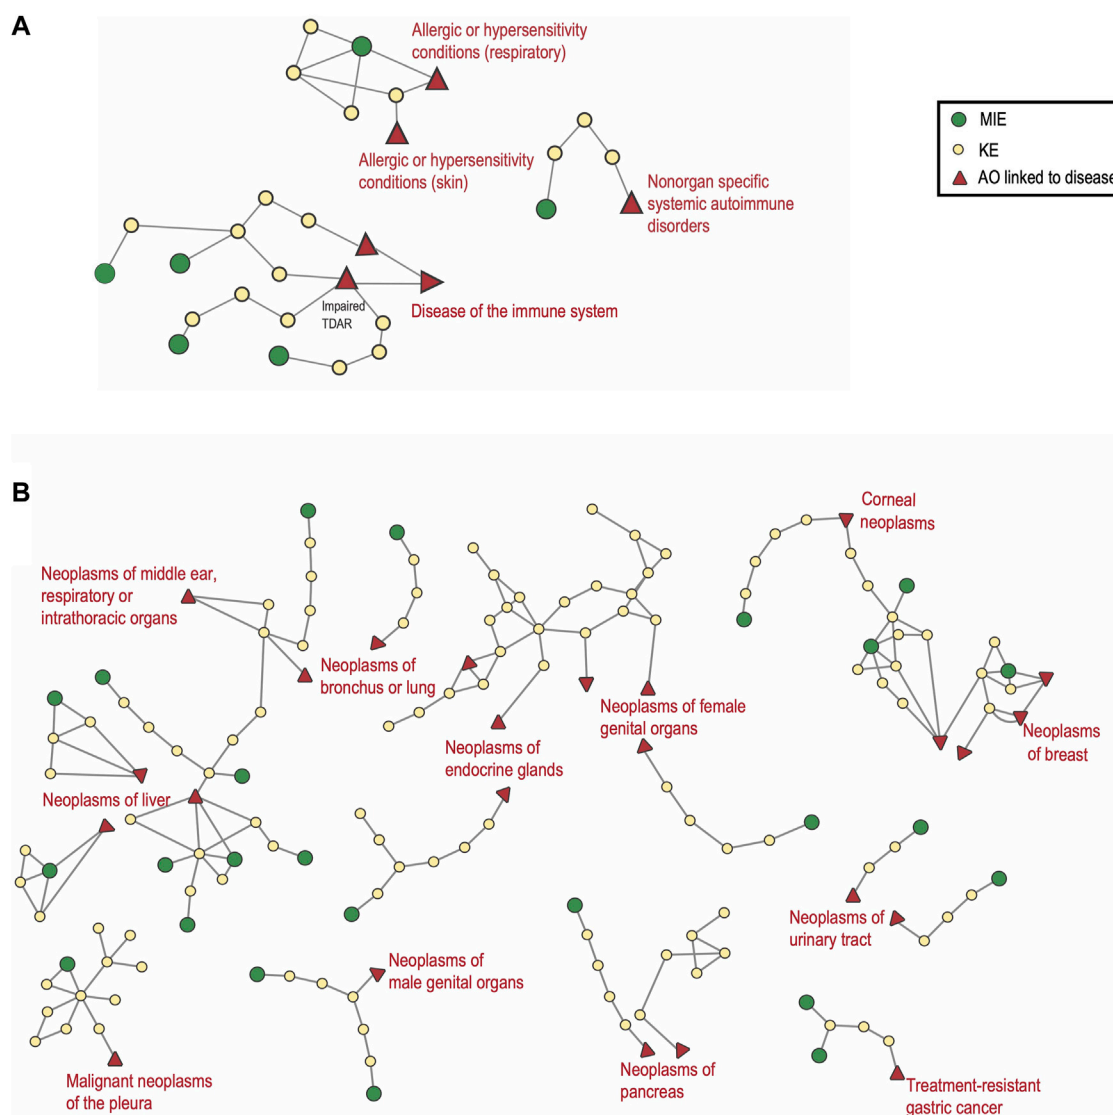 A
Allergic or hypersensitivity
conditions (respiratory)
MIE
KE
AO linked to disease
Allergic or hypersensitivity
conditions (skin)
Nonorgan specific
systemic autoimmune
disorders
Impaired
TDAR
Disease of the immune system
B
Corneal
neoplasms
Neoplasms of middle ear,
respiratory or
intrathoracic organs
Neoplasms of
bronchus or lung
Neoplasms of female
genital organs
Neoplasms of
endocrine glands
Neoplasms
of breast
Neoplasms of liver
Neoplasms of
urinary tract
Neoplasms of
male genital organs
Malignant neoplasms
of the pleura
Neoplasms of
pancreas
Treatment-resistant
gastric cancer